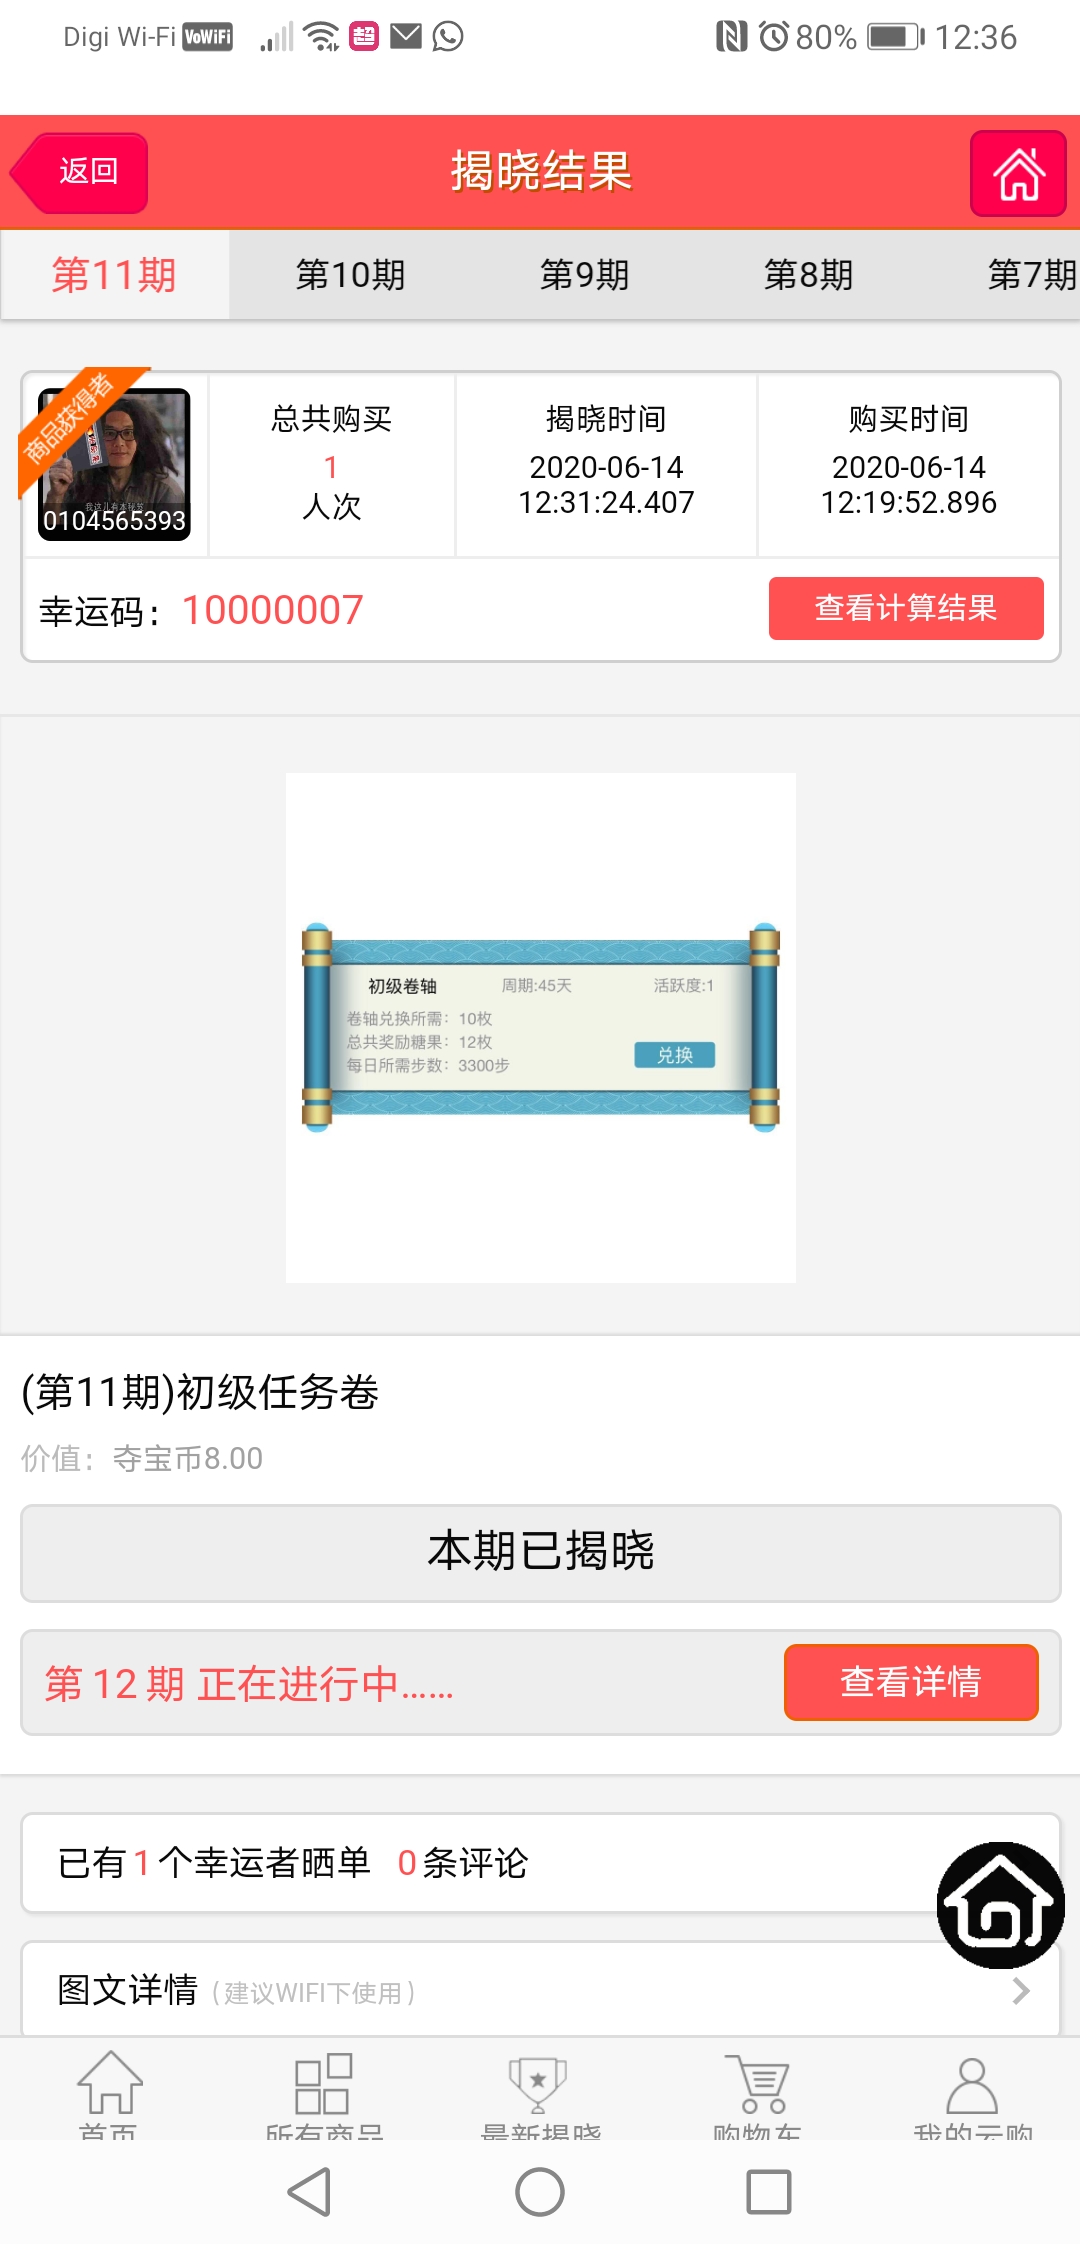 Digi Wi-Fi VoWiFi 超 80% 12:36
返回 揭晓结果
第11期 第10期 第9期 第8期 第7期
商品获得者
我这儿有本秘笈
0104565393
总共购买
1
人次
揭晓时间
2020-06-14
12:31:24.407
购买时间
2020-06-14
12:19:52.896
幸运码：10000007 查看计算结果
初级卷轴 周期:45天 活跃度:1
卷轴兑换所需：10枚
总共奖励糖果：12枚
每日所需步数：3300步
兑换
(第11期)初级任务卷
价值：夺宝币8.00
本期已揭晓
第 12 期 正在进行中...... 查看详情
已有1个幸运者晒单 0条评论
图文详情（建议WIFI下使用）
首页 所有商品 最新揭晓 购物车 我的云购